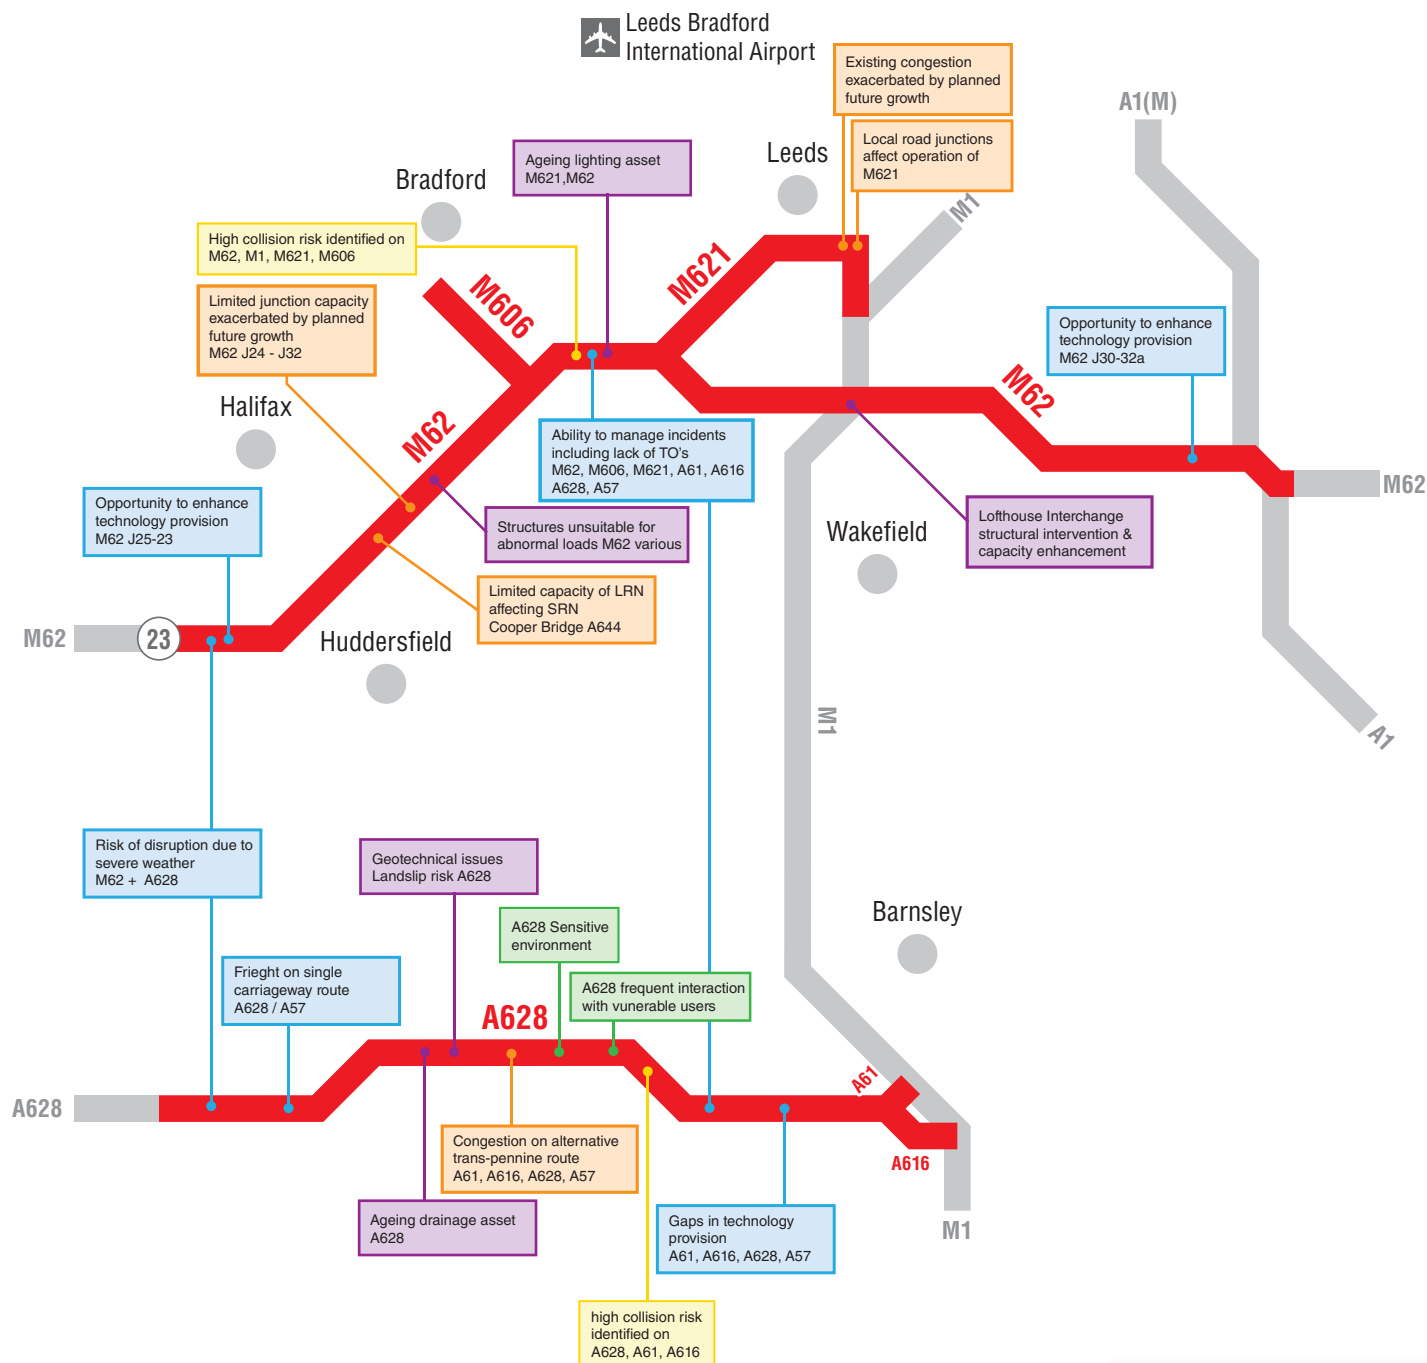 Leeds Bradford
International Airport
Existing congestion
exacerbated by planned
future growth
A1(M)
Local road junctions
affect operation of
M621
Leeds
Ageing lighting asset
M621,M62
Bradford
M1
High collision risk identified on
M62, M1, M621, M606
M621
M606
Limited junction capacity
exacerbated by planned
future growth
M62 J24 - J32
Opportunity to enhance
technology provision
M62 J30-32a
M62
Halifax
M62
Ability to manage incidents
including lack of TO's
M62, M606, M621, A61, A616
A628, A57
M62
Opportunity to enhance
technology provision
M62 J25-23
Structures unsuitable for
abnormal loads M62 various
Lofthouse Interchange
structural intervention &
capacity enhancement
Wakefield
Limited capacity of LRN
affecting SRN
Cooper Bridge A644
M62
23
Huddersfield
M1
A1
Risk of disruption due to
severe weather
M62 + A628
Geotechnical issues
Landslip risk A628
Barnsley
A628 Sensitive
environment
Frieght on single
carriageway route
A628 / A57
A628 frequent interaction
with vunerable users
A628
A61
A628
Congestion on alternative
trans-pennine route
A61, A616, A628, A57
A616
Ageing drainage asset
A628
Gaps in technology
provision
A61, A616, A628, A57
M1
high collision risk
identified on
A628, A61, A616